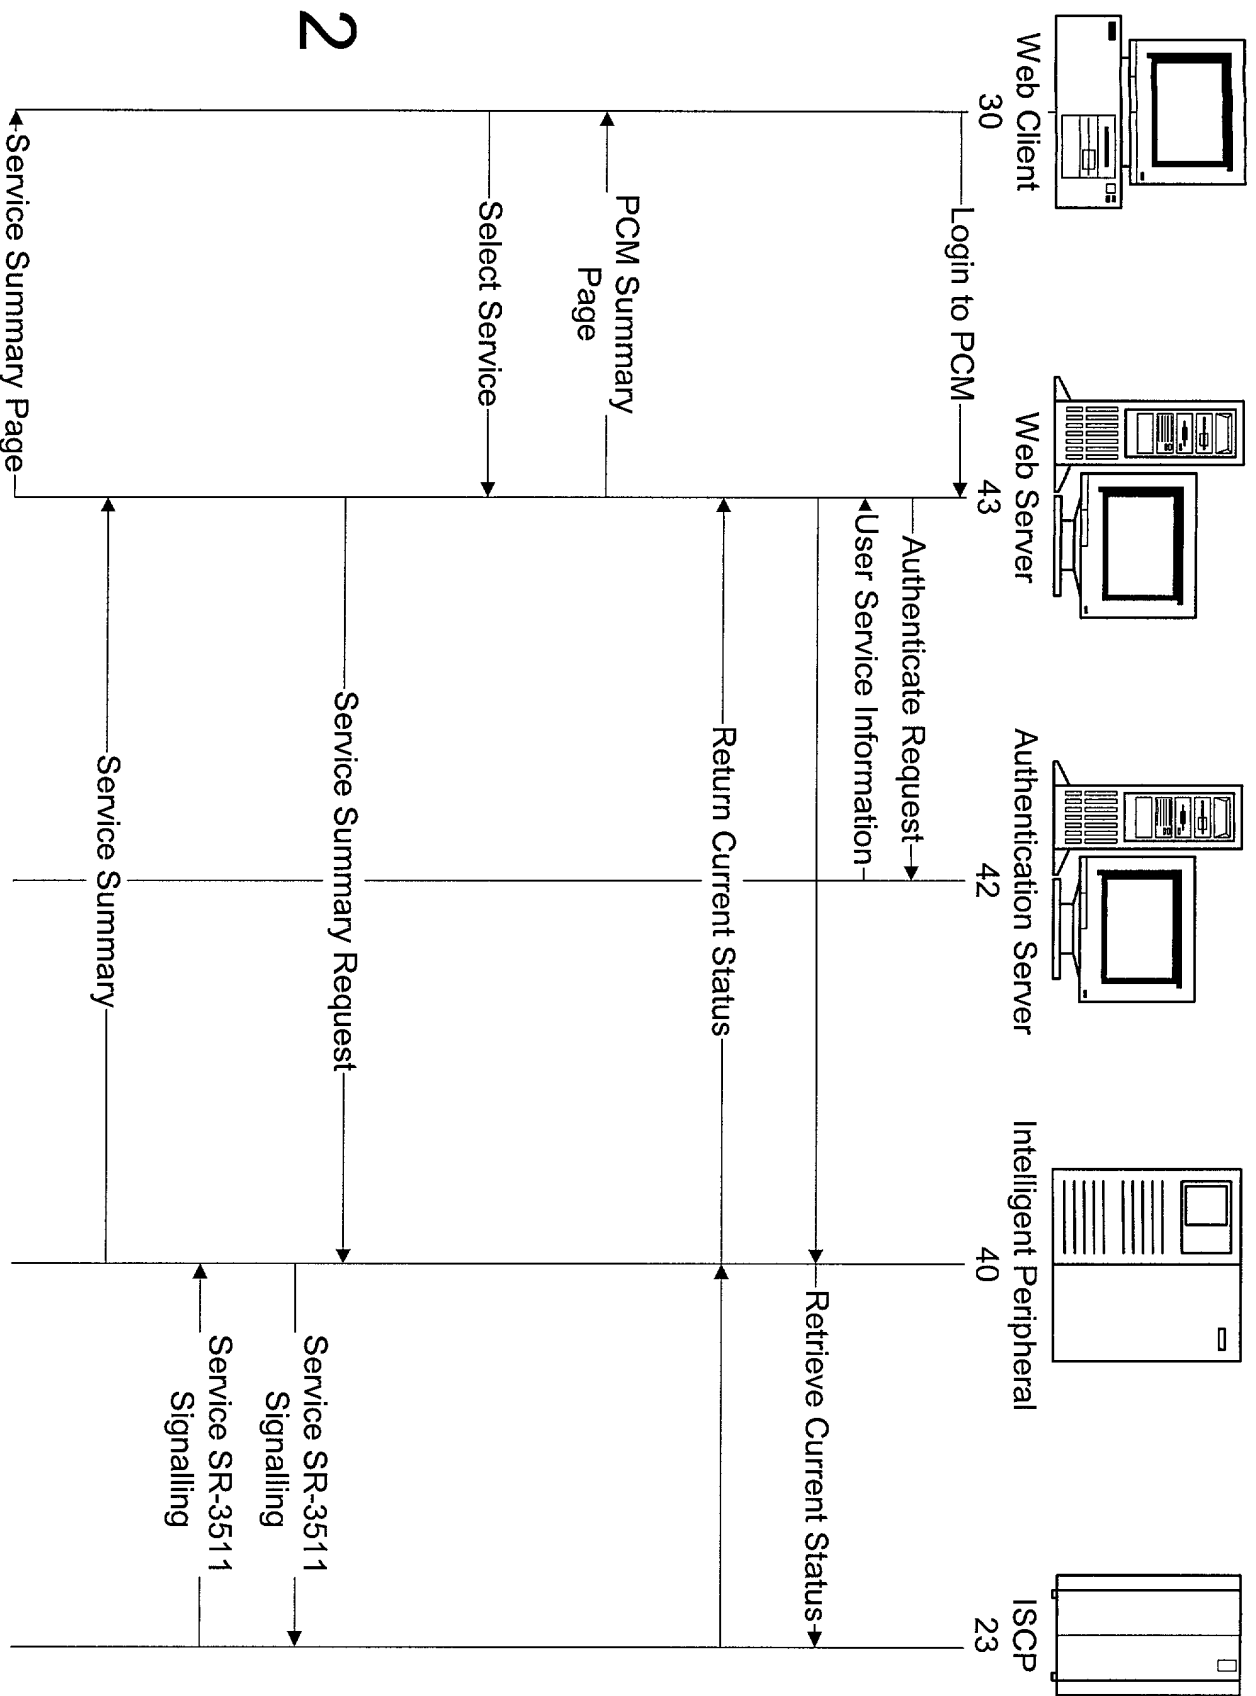 Web Client
30
Web Server
43
Authentication Server
42
Intelligent Peripheral
40
ISCP
23
Login to PCM
Authenticate Request
User Service Information
Retrieve Current Status
Return Current Status
PCM Summary
Page
Select Service
Service Summary Request
Service SR-3511
Signalling
Service SR-3511
Signalling
Service Summary
Service Summary Page
2